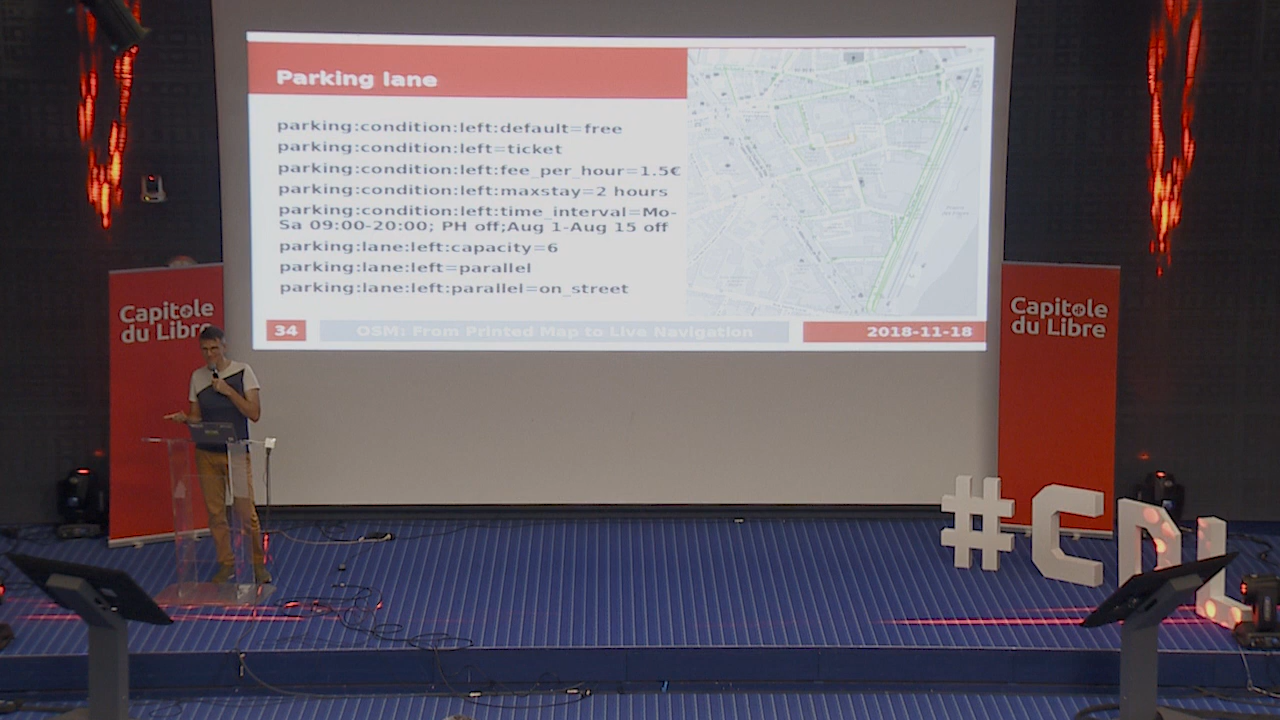 Parking lane
parking:condition:left:default=free
parking:condition:left=ticket
parking:condition:left:fee_per_hour=1.5€
parking:condition:left:maxstay=2 hours
parking:condition:left:time_interval=Mo-
Sa 09:00-20:00; PH off;Aug 1-Aug 15 off
parking:lane:left:capacity=6
parking:lane:left=parallel
parking:lane:left:parallel=on_street
34
OSM: From Printed Map to Live Navigation
2018-11-18
Capitole
du Libre
Capitole
du Libre
#CDL